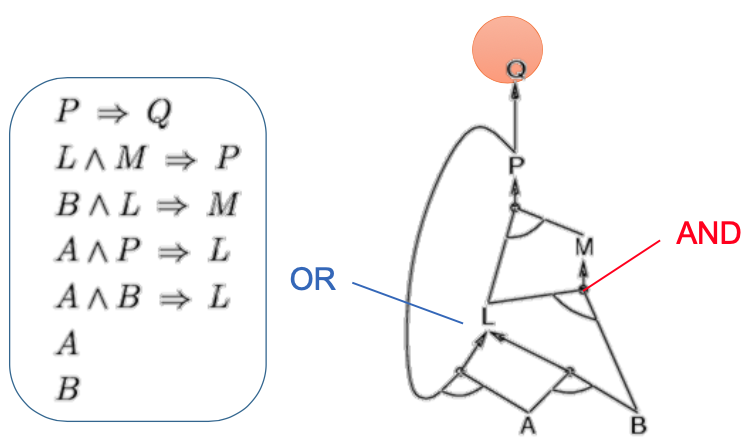 P ⇒ Q
L ∧ M ⇒ P
B ∧ L ⇒ M
A ∧ P ⇒ L
A ∧ B ⇒ L
A
B
Q
P
M
AND
OR
L
A
B